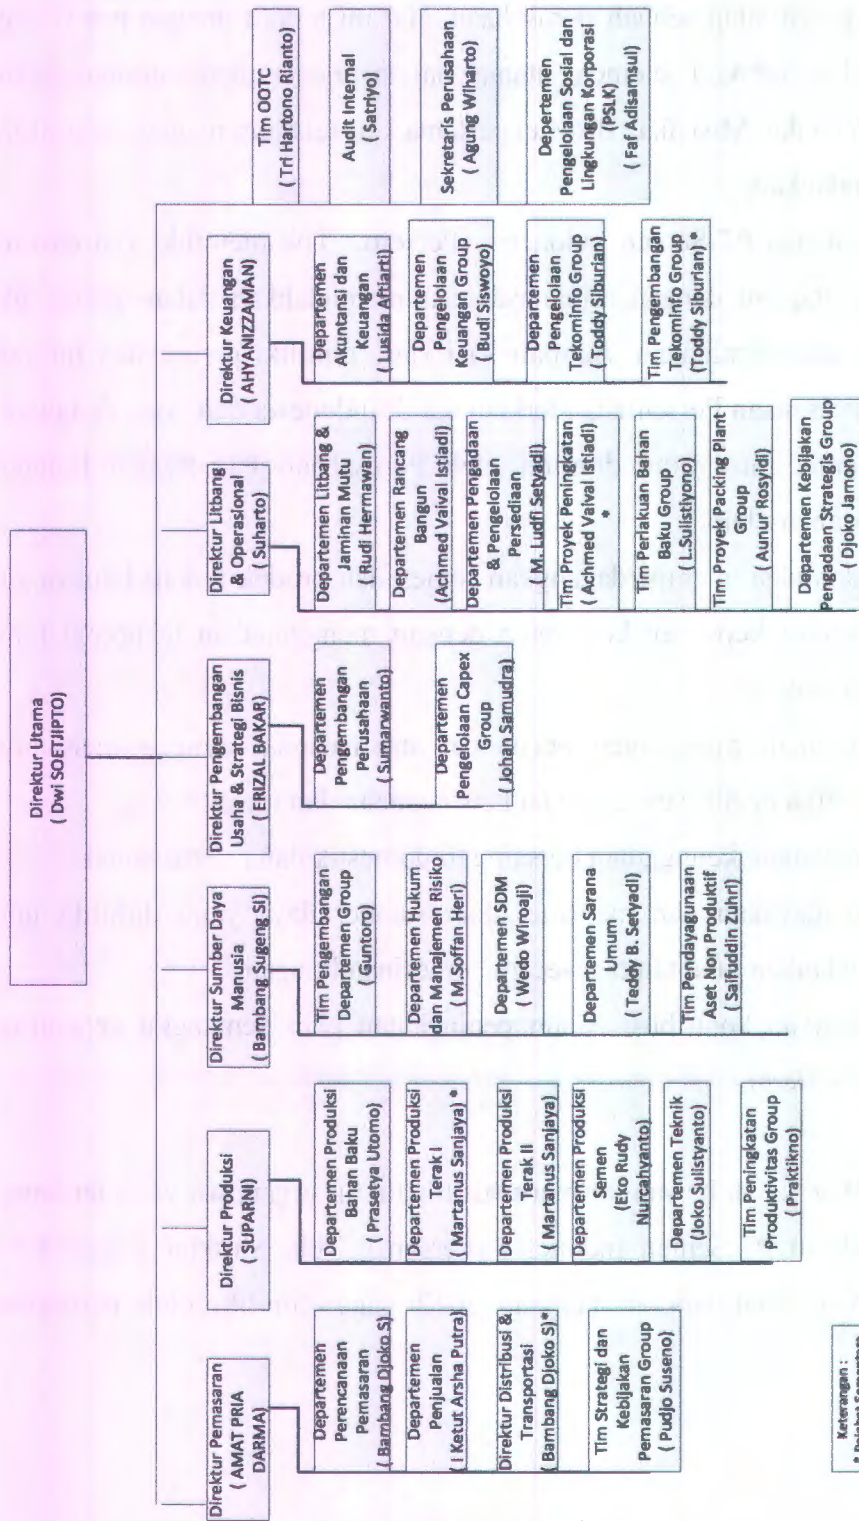 Direktur Utama
( Dwi SOETJIPTO)
Direktur Pemasaran
( AMAT PRIA
DARMA)
Departemen
Perencanaan
Pemasaran
( Bambang Djoko S)
Departemen
Penjualan
( I Ketut Arsha Putra)
Direktur Distribusi &
Transportasi
( Bambang Djoko S)*
Tim Strategi dan
Kebijakan
Pemasaran Group
( Pudjo Suseno)
Direktur Produksi
(SUPARNI)
Departemen Produksi
Bahan Baku
( Prasetya Utomo)
Departemen Produksi
Terak I
( Martanus Sanjaya) *
Departemen Produksi
Terak II
( Martanus Sanjaya)
Departemen Produksi
Semen
(Eko Rudy
Nurcahyanto)
Departemen Teknik
(Joko Sulistyanto)
Tim Peningkatan
Produktivitas Group
( Praktikno)
Direktur Sumber Daya
Manusia
( Bambang Sugeng SI)
Tim Pengembangan
Departemen Group
(Suntoro)
Departemen Hukum
dan Manajemen Risiko
( M.Soffan Heri)
Departemen SDM
( Wedo Wiroaji)
Departemen Sarana
Umum
( Teddy B. Setyadi)
Tim Pendayagunaan
Aset Non Produktif
( Saifuddin Zuhri)
Direktur Pengembangan
Usah & Strategi Bisnis
( ERIZAL BAKAR)
Departemen
Pengembangan
Perusahan
( Sunarwanto)
Departemen
Pengelolaan Capex
Group
( John Samudra)
Direktur Litbang
& Operasional
( Suharto)
Departemen Litbang &
Jaminan Mutu
( Rudi Hermawan)
Departemen Rancang
Bangun
(Achmed Vaival Istiadi)
Departemen Pengadaan
& Pengelolaan
Persediaan
( M. Ludfi Setyadi)
Tim Proyek Peningkatan
( Achmed Vaival Istiadi)
*
Tim Perlakuan Bahan
Baku Group
( L. Sulistiyono)
Tim Proyek Packing Plant
Group
( Aunur Rosyidi)
Departemen Kebijakan
Pengadaan Strategis Group
( Djoko Jamono)
Direktur Keuangan
(AHYANIZZAMAN)
Departemen
Akuntansi dan
Keuangan
( Lusida Aftiarti)
Departemen
Pengelolaan
Keuangan Group
( Budi Siswoyo)
Departemen
Pengelolaan
Tekominfo Group
(Toddy Siburian)
Tim Pengembangan
Tekominfo Group
(Toddy Siburian)*
Tim OOTK
( Tri Hartono Rianto)
Audit Internal
( Satriyo)
Sekretaris Perusahaan
( Agung Wiharto)
Departemen
Pengelolaan Sosial dan
Lingkungan Korporasi
(PSLK)
( Faf Adisamsul)
Keterangan :